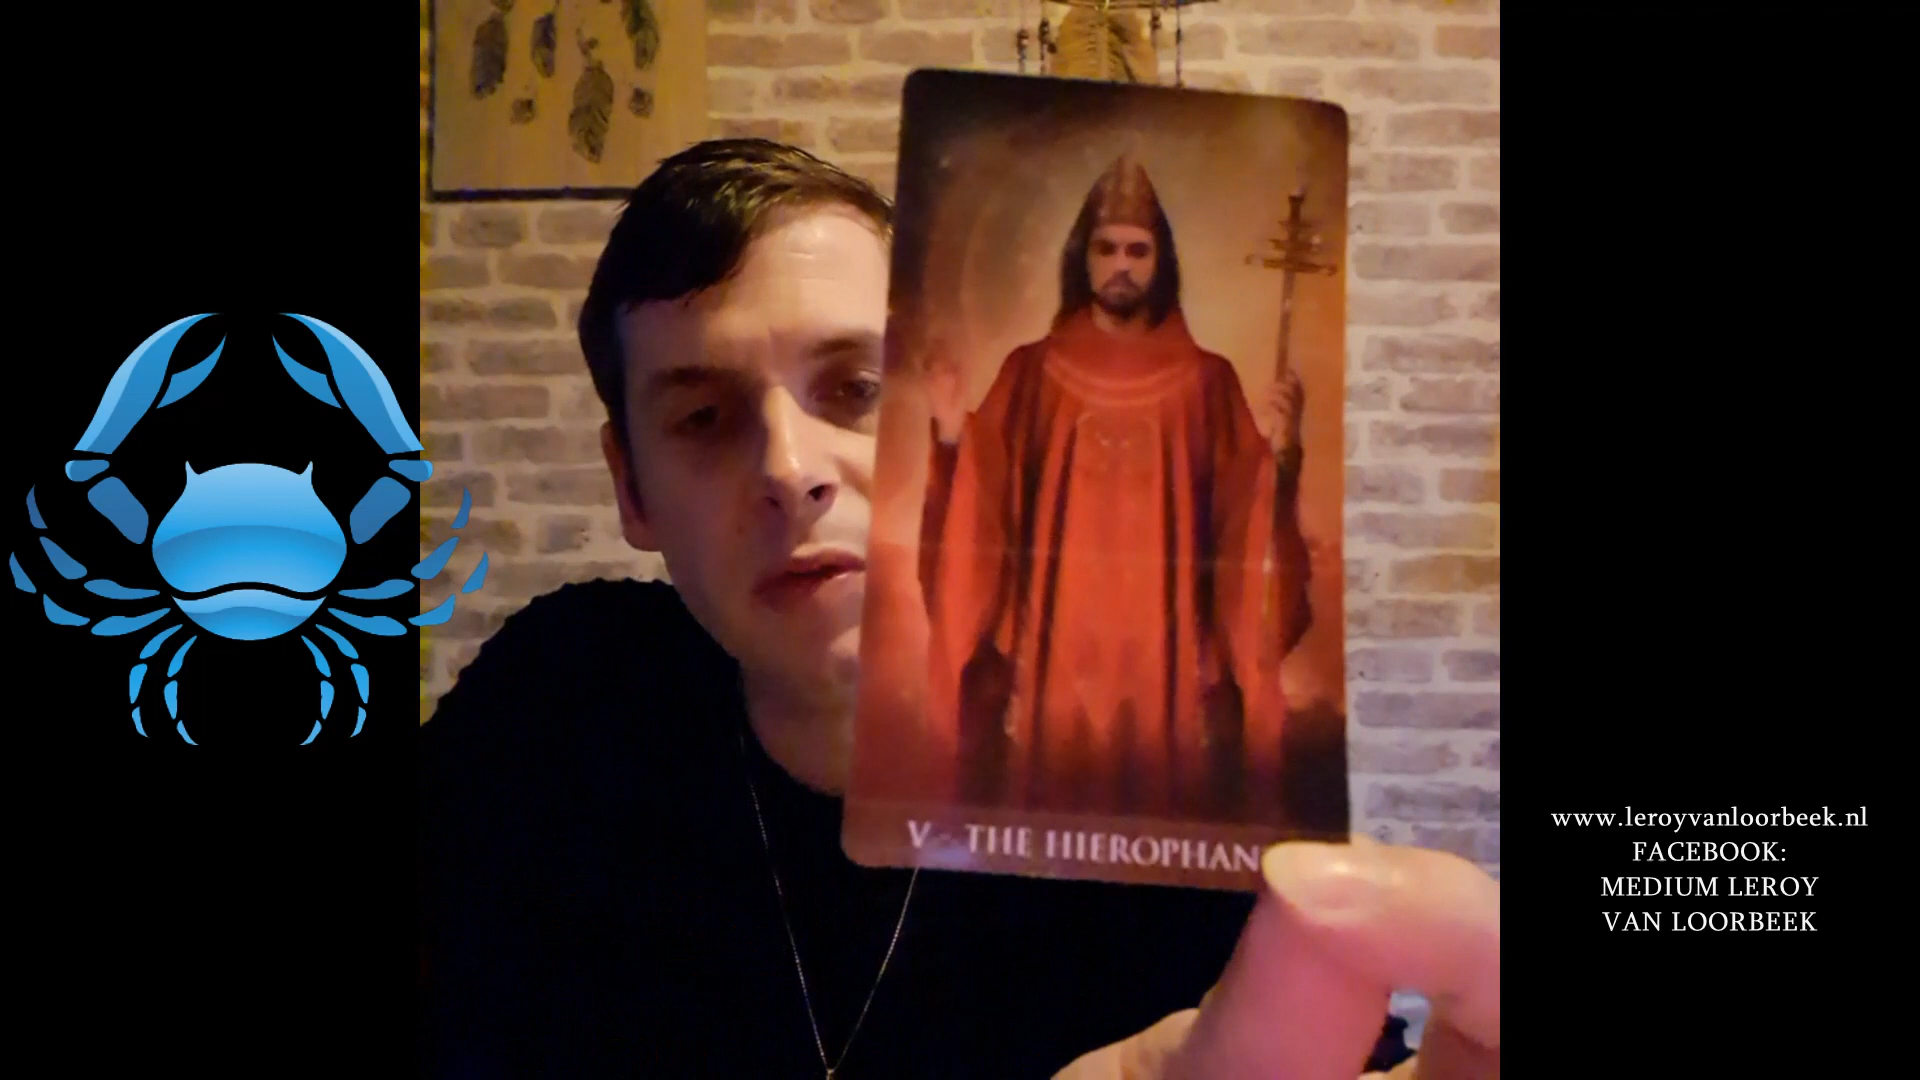 V - THE HIEROPHAN
www.leroyvanloorbeek.nl
FACEBOOK:
MEDIUM LEROY
VAN LOORBEEK